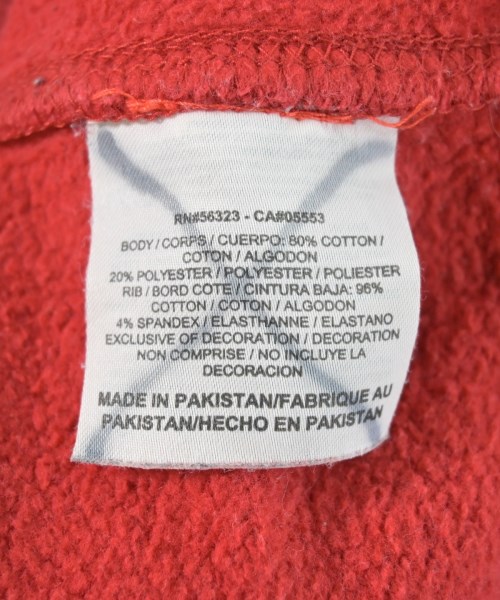 RN#56323 - CA#05553
BODY / CORPS / CUERPO: 80% COTTON /
COTON / ALGODON
20% POLYESTER / POLYESTER / POLIESTER
RIB / BORD COTE / CINTURA BAJA: 96%
COTTON / COTON / ALGODON
4% SPANDEX / ELASTHANNE / ELASTANO
EXCLUSIVE OF DECORATION / DECORATION
NON COMPRISE / NO INCLUYE LA
DECORACION
MADE IN PAKISTAN/FABRIQUE AU
PAKISTAN/HECHO EN PAKISTAN